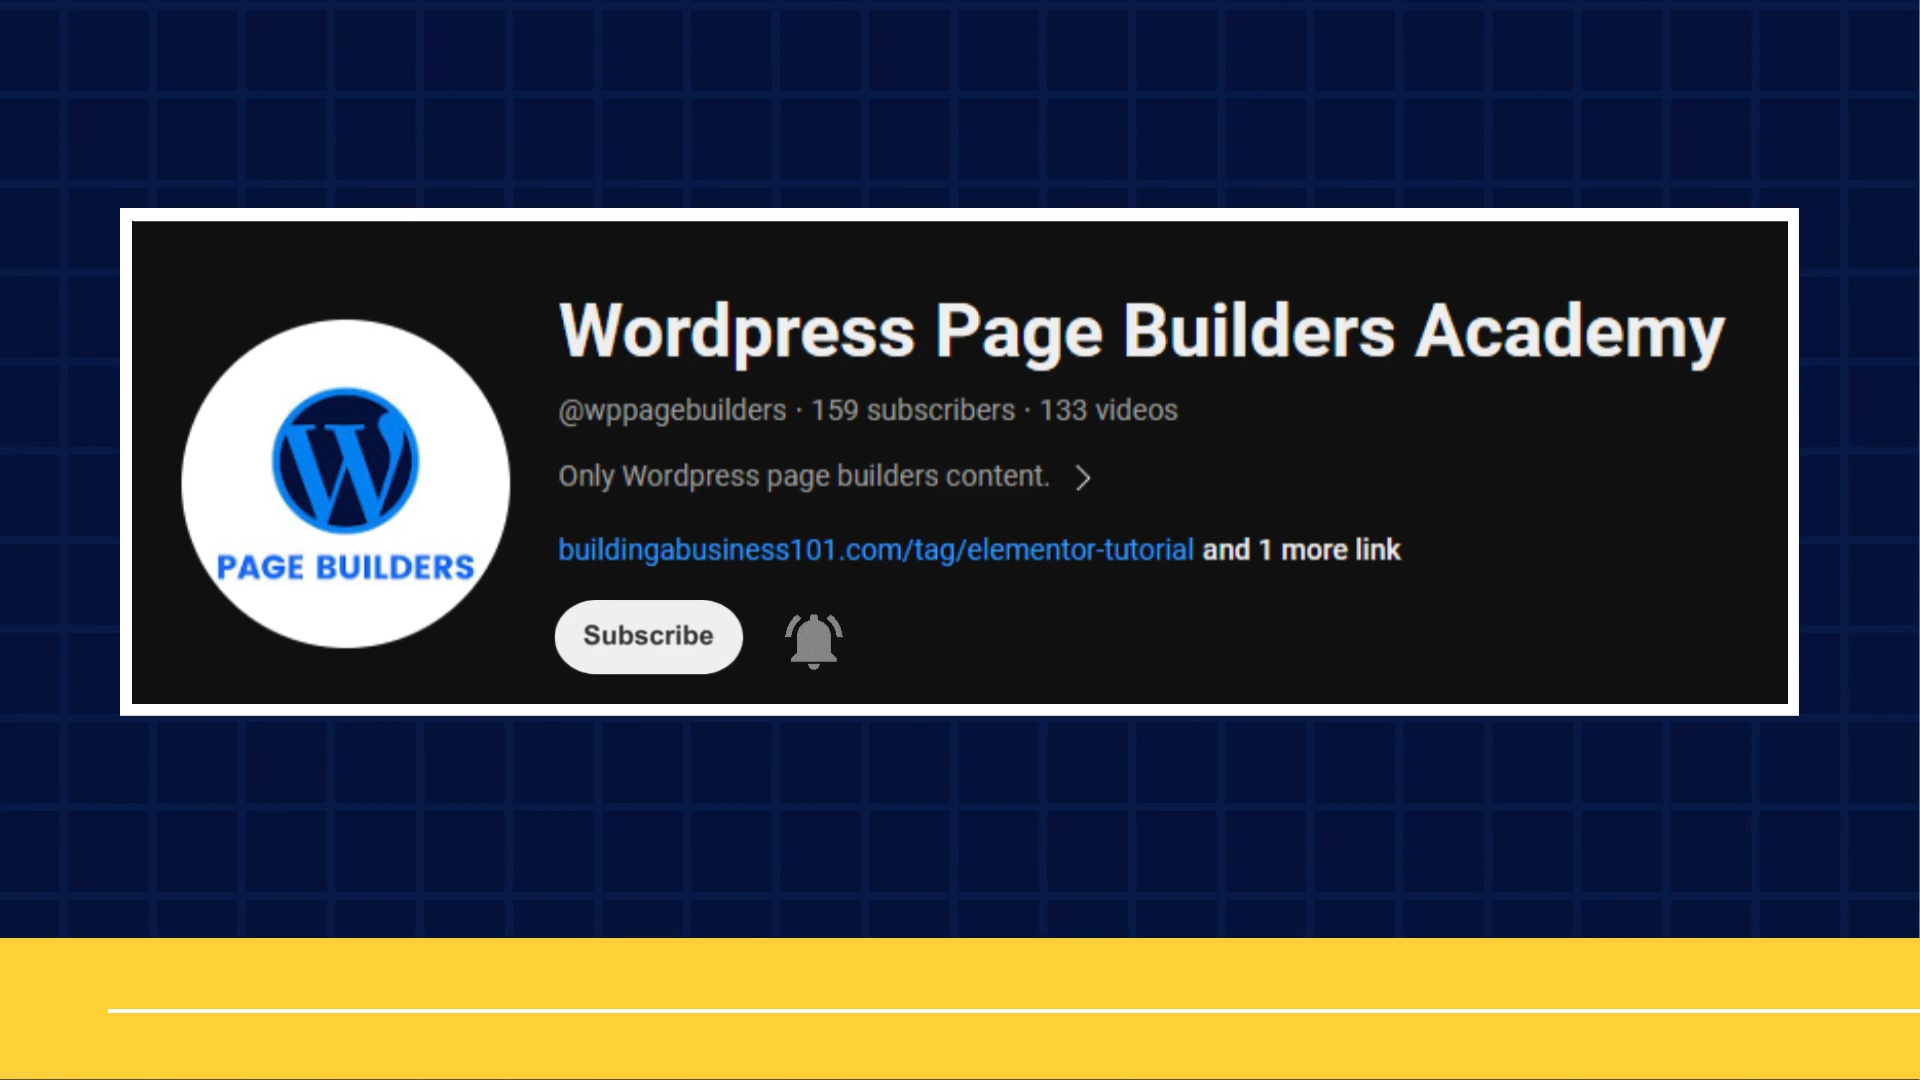 Wordpress Page Builders Academy
@wppagebuilders · 159 subscribers · 133 videos
Only Wordpress page builders content.
buildingabusiness101.com/tag/elementor-tutorial and 1 more link
Subscribe
W
PAGE BUILDERS